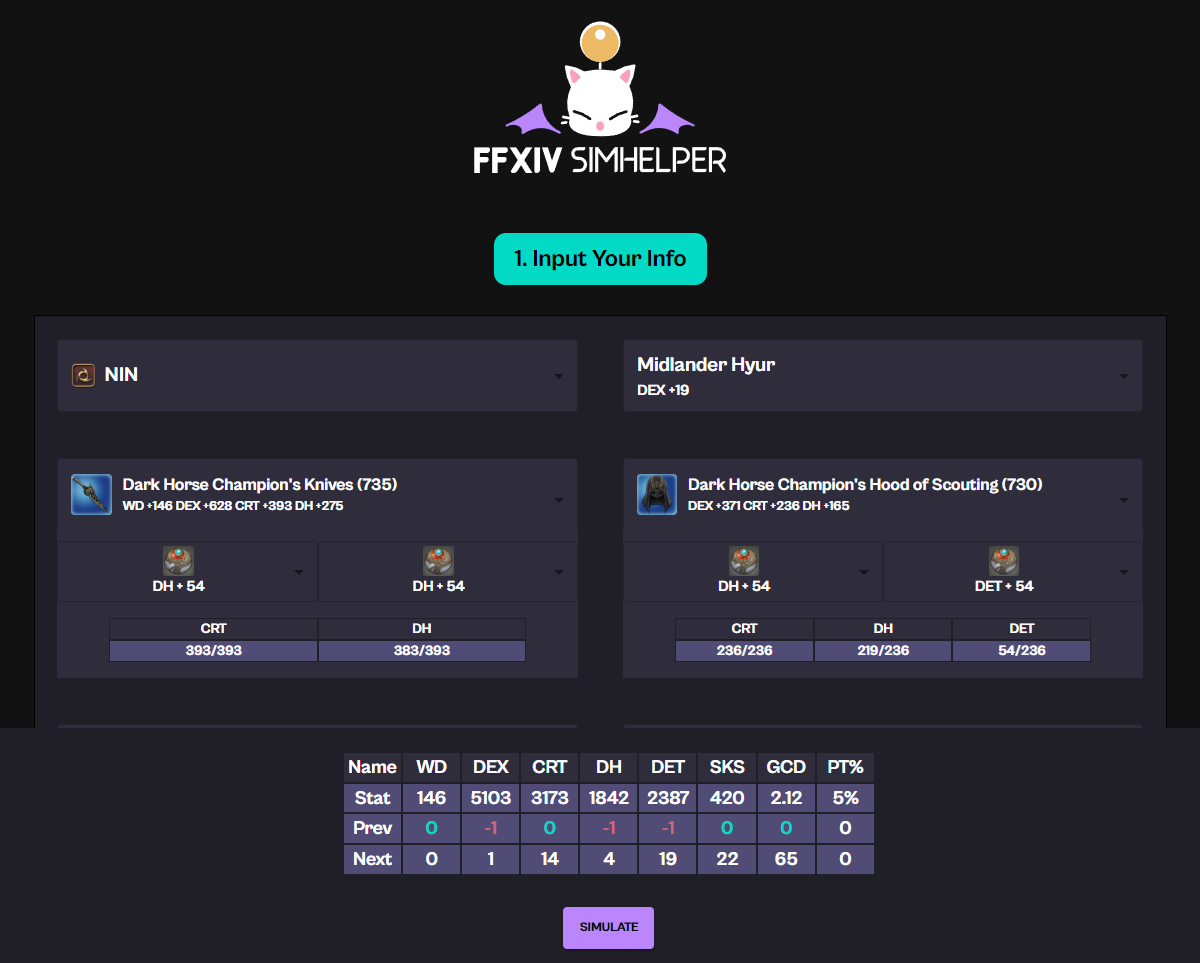 FFXIV SIMHELPER
1. Input Your Info
NIN
Midlander Hyur
DEX +19
Dark Horse Champion's Knives (735)
WD +146 DEX +628 CRT +393 DH +275
Dark Horse Champion's Hood of Scouting (730)
DEX +371 CRT +236 DH +165
DH + 54 DH + 54
DH + 54 DET + 54
CRT DH
393/393 383/393
CRT DH DET
236/236 219/236 54/236
Name WD DEX CRT DH DET SKS GCD PT%
Stat 146 5103 3173 1842 2387 420 2.12 5%
Prev 0 -1 0 -1 -1 0 0 0
Next 0 1 14 4 19 22 65 0
SIMULATE